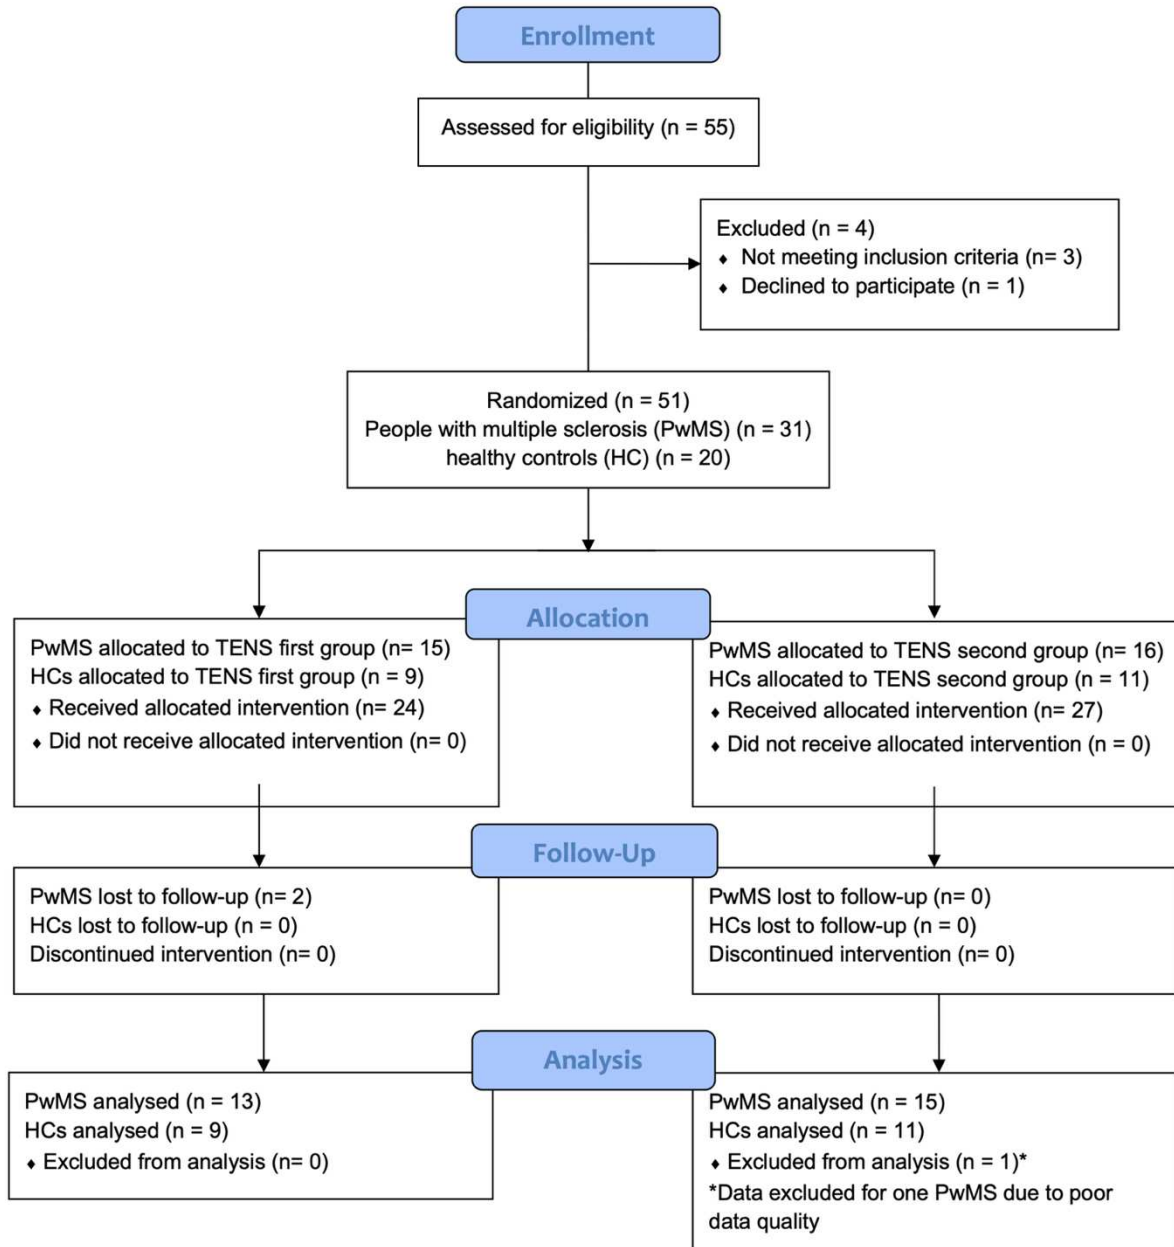 Enrollment
Assessed for eligibility (n = 55)
Excluded (n = 4)
♦ Not meeting inclusion criteria (n= 3)
♦ Declined to participate (n = 1)
Randomized (n = 51)
People with multiple sclerosis (PwMS) (n = 31)
healthy controls (HC) (n = 20)
Allocation
PwMS allocated to TENS first group (n= 15)
HCs allocated to TENS first group (n = 9)
♦ Received allocated intervention (n= 24)
♦ Did not receive allocated intervention (n= 0)
PwMS allocated to TENS second group (n= 16)
HCs allocated to TENS second group (n = 11)
♦ Received allocated intervention (n = 27)
♦ Did not receive allocated intervention (n = 0)
Follow-Up
PwMS lost to follow-up (n= 2)
HCs lost to follow-up (n = 0)
Discontinued intervention (n= 0)
PwMS lost to follow-up (n= 0)
HCs lost to follow-up (n = 0)
Discontinued intervention (n= 0)
Analysis
PwMS analysed (n = 13)
HCs analysed (n = 9)
♦ Excluded from analysis (n= 0)
PwMS analysed (n = 15)
HCs analysed (n = 11)
♦ Excluded from analysis (n = 1)*
*Data excluded for one PwMS due to poor
data quality